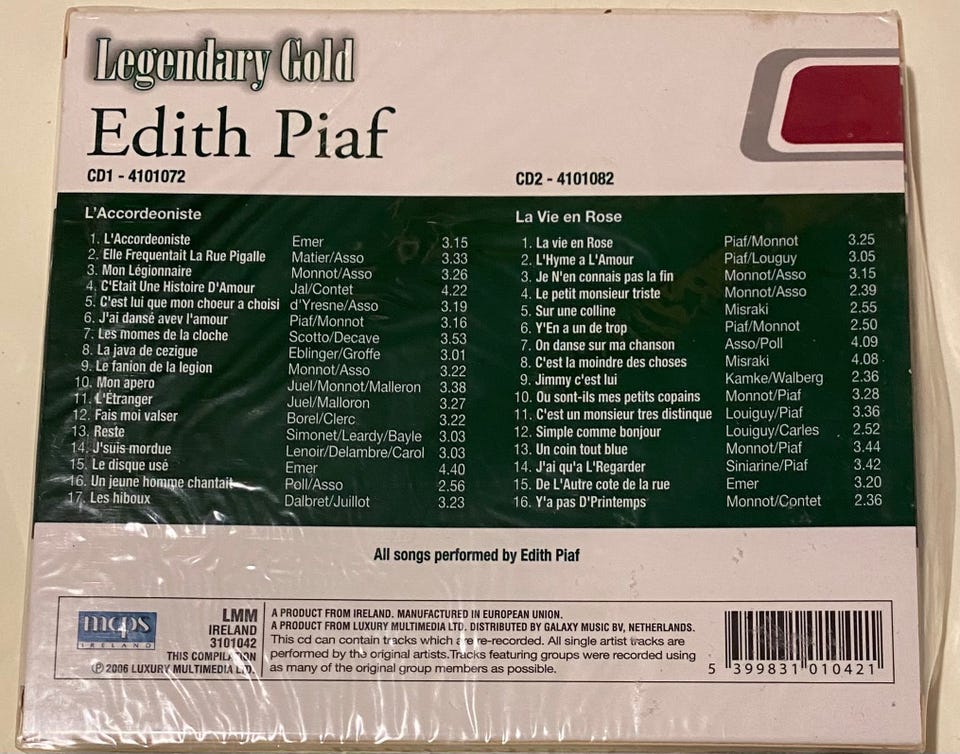 Legendary Gold
Edith Piaf
CD1 - 4101072
L'Accordeoniste
1. L'Accordeoniste Emer 3.15
2. Elle Frequentait La Rue Pigalle Matier/Asso 3.33
3. Mon Légionnaire Monnot/Asso 3.26
4. C'Etait Une Histoire D'Amour Jal/Contet 4.22
5. C'est lui que mon choeur a choisi d'Yresne/Asso 3.19
6. J'ai dansé avev l'amour Piaf/Monnot 3.16
7. Les momes de la cloche Scotto/Decave 3.53
8. La java de cezigue Eblinger/Groffe 3.01
9. Le fanion de la legion Monnot/Asso 3.22
10. Mon apero Juel/Monnot/Malleron 3.38
11. L'Étranger Juel/Malloron 3.27
12. Fais moi valser Borel/Clerc 3.22
13. Reste Simonet/Leardy/Bayle 3.03
14. J'suis mordue Lenoir/Delambre/Carol 3.03
15. Le disque usé Emer 4.40
16. Un jeune homme chantait Poll/Asso 2.56
17. Les hiboux Dalbret/Juillot 3.23
CD2 - 4101082
La Vie en Rose
1. La vie en Rose Piaf/Monnot 3.25
2. L'Hyme a L'Amour Piaf/Louguy 3.05
3. Je N'en connais pas la fin Monnot/Asso 3.15
4. Le petit monsieur triste Monnot/Asso 2.39
5. Sur une colline Misraki 2.55
6. Y'En a un de trop Piaf/Monnot 2.50
7. On danse sur ma chanson Asso/Poll 4.09
8. C'est la moindre des choses Misraki 4.08
9. Jimmy c'est lui Kamke/Walberg 2.36
10. Ou sont-ils mes petits copains Monnot/Piaf 3.28
11. C'est un monsieur tres distinque Louiguy/Piaf 3.36
12. Simple comme bonjour Louiguy/Carles 2.52
13. Un coin tout blue Monnot/Piaf 3.44
14. J'ai qu'a L'Regarder Siniarine/Piaf 3.42
15. De L'Autre cote de la rue Emer 3.20
16. Y'a pas D'Printemps Monnot/Contet 2.36
All songs performed by Edith Piaf
mcps
IRELAND
LMM
IRELAND
3101042
THIS COMPILATION
℗ 2006 LUXURY MULTIMEDIA LTD.
A PRODUCT FROM IRELAND. MANUFACTURED IN EUROPEAN UNION.
A PRODUCT FROM LUXURY MULTIMEDIA LTD, DISTRIBUTED BY GALAXY MUSIC BV, NETHERLANDS.
This cd can contain tracks which are re-recorded. All single artist tracks are
performed by the original artists.Tracks featuring groups were recorded using
as many of the original group members as possible.
5 399831 010421